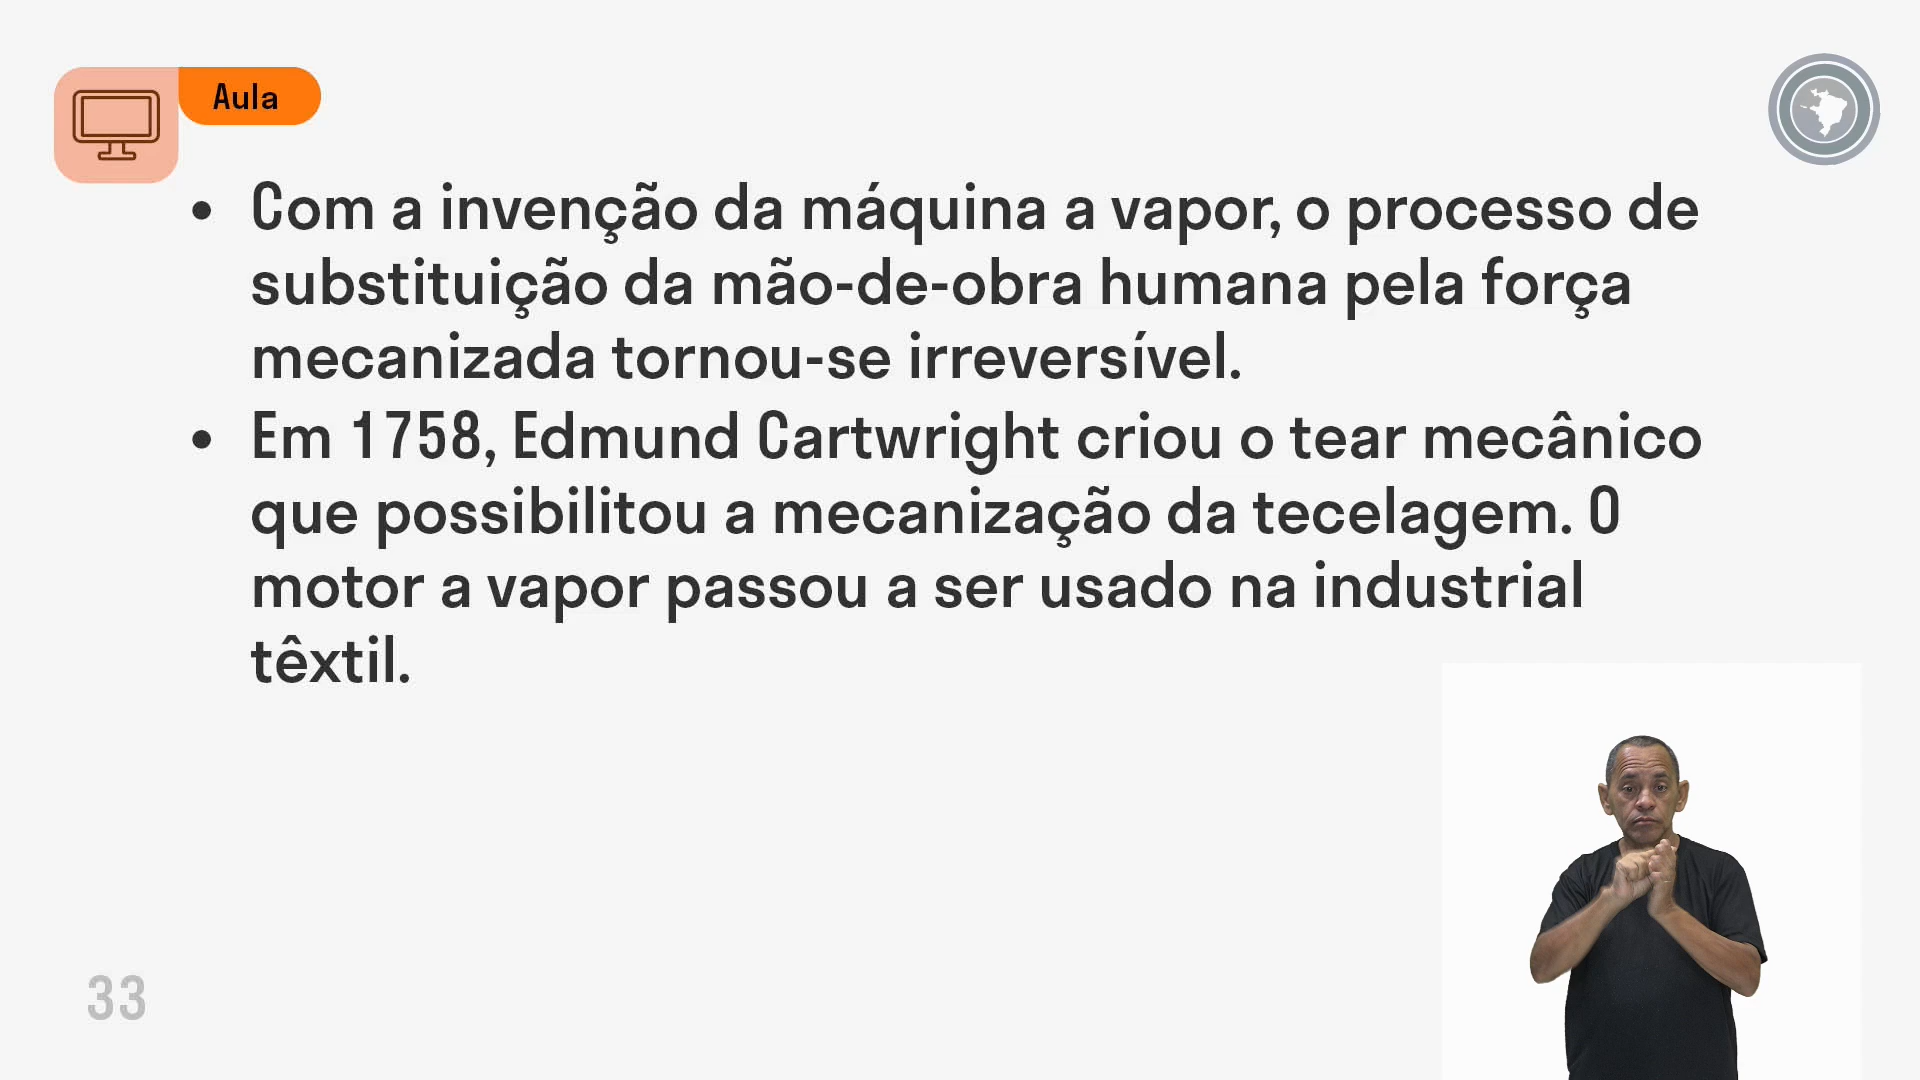 Aula
• Com a invenção da máquina a vapor, o processo de
substituição da mão-de-obra humana pela força
mecanizada tornou-se irreversível.
• Em 1758, Edmund Cartwright criou o tear mecânico
que possibilitou a mecanização da tecelagem. O
motor a vapor passou a ser usado na industrial
têxtil.
33